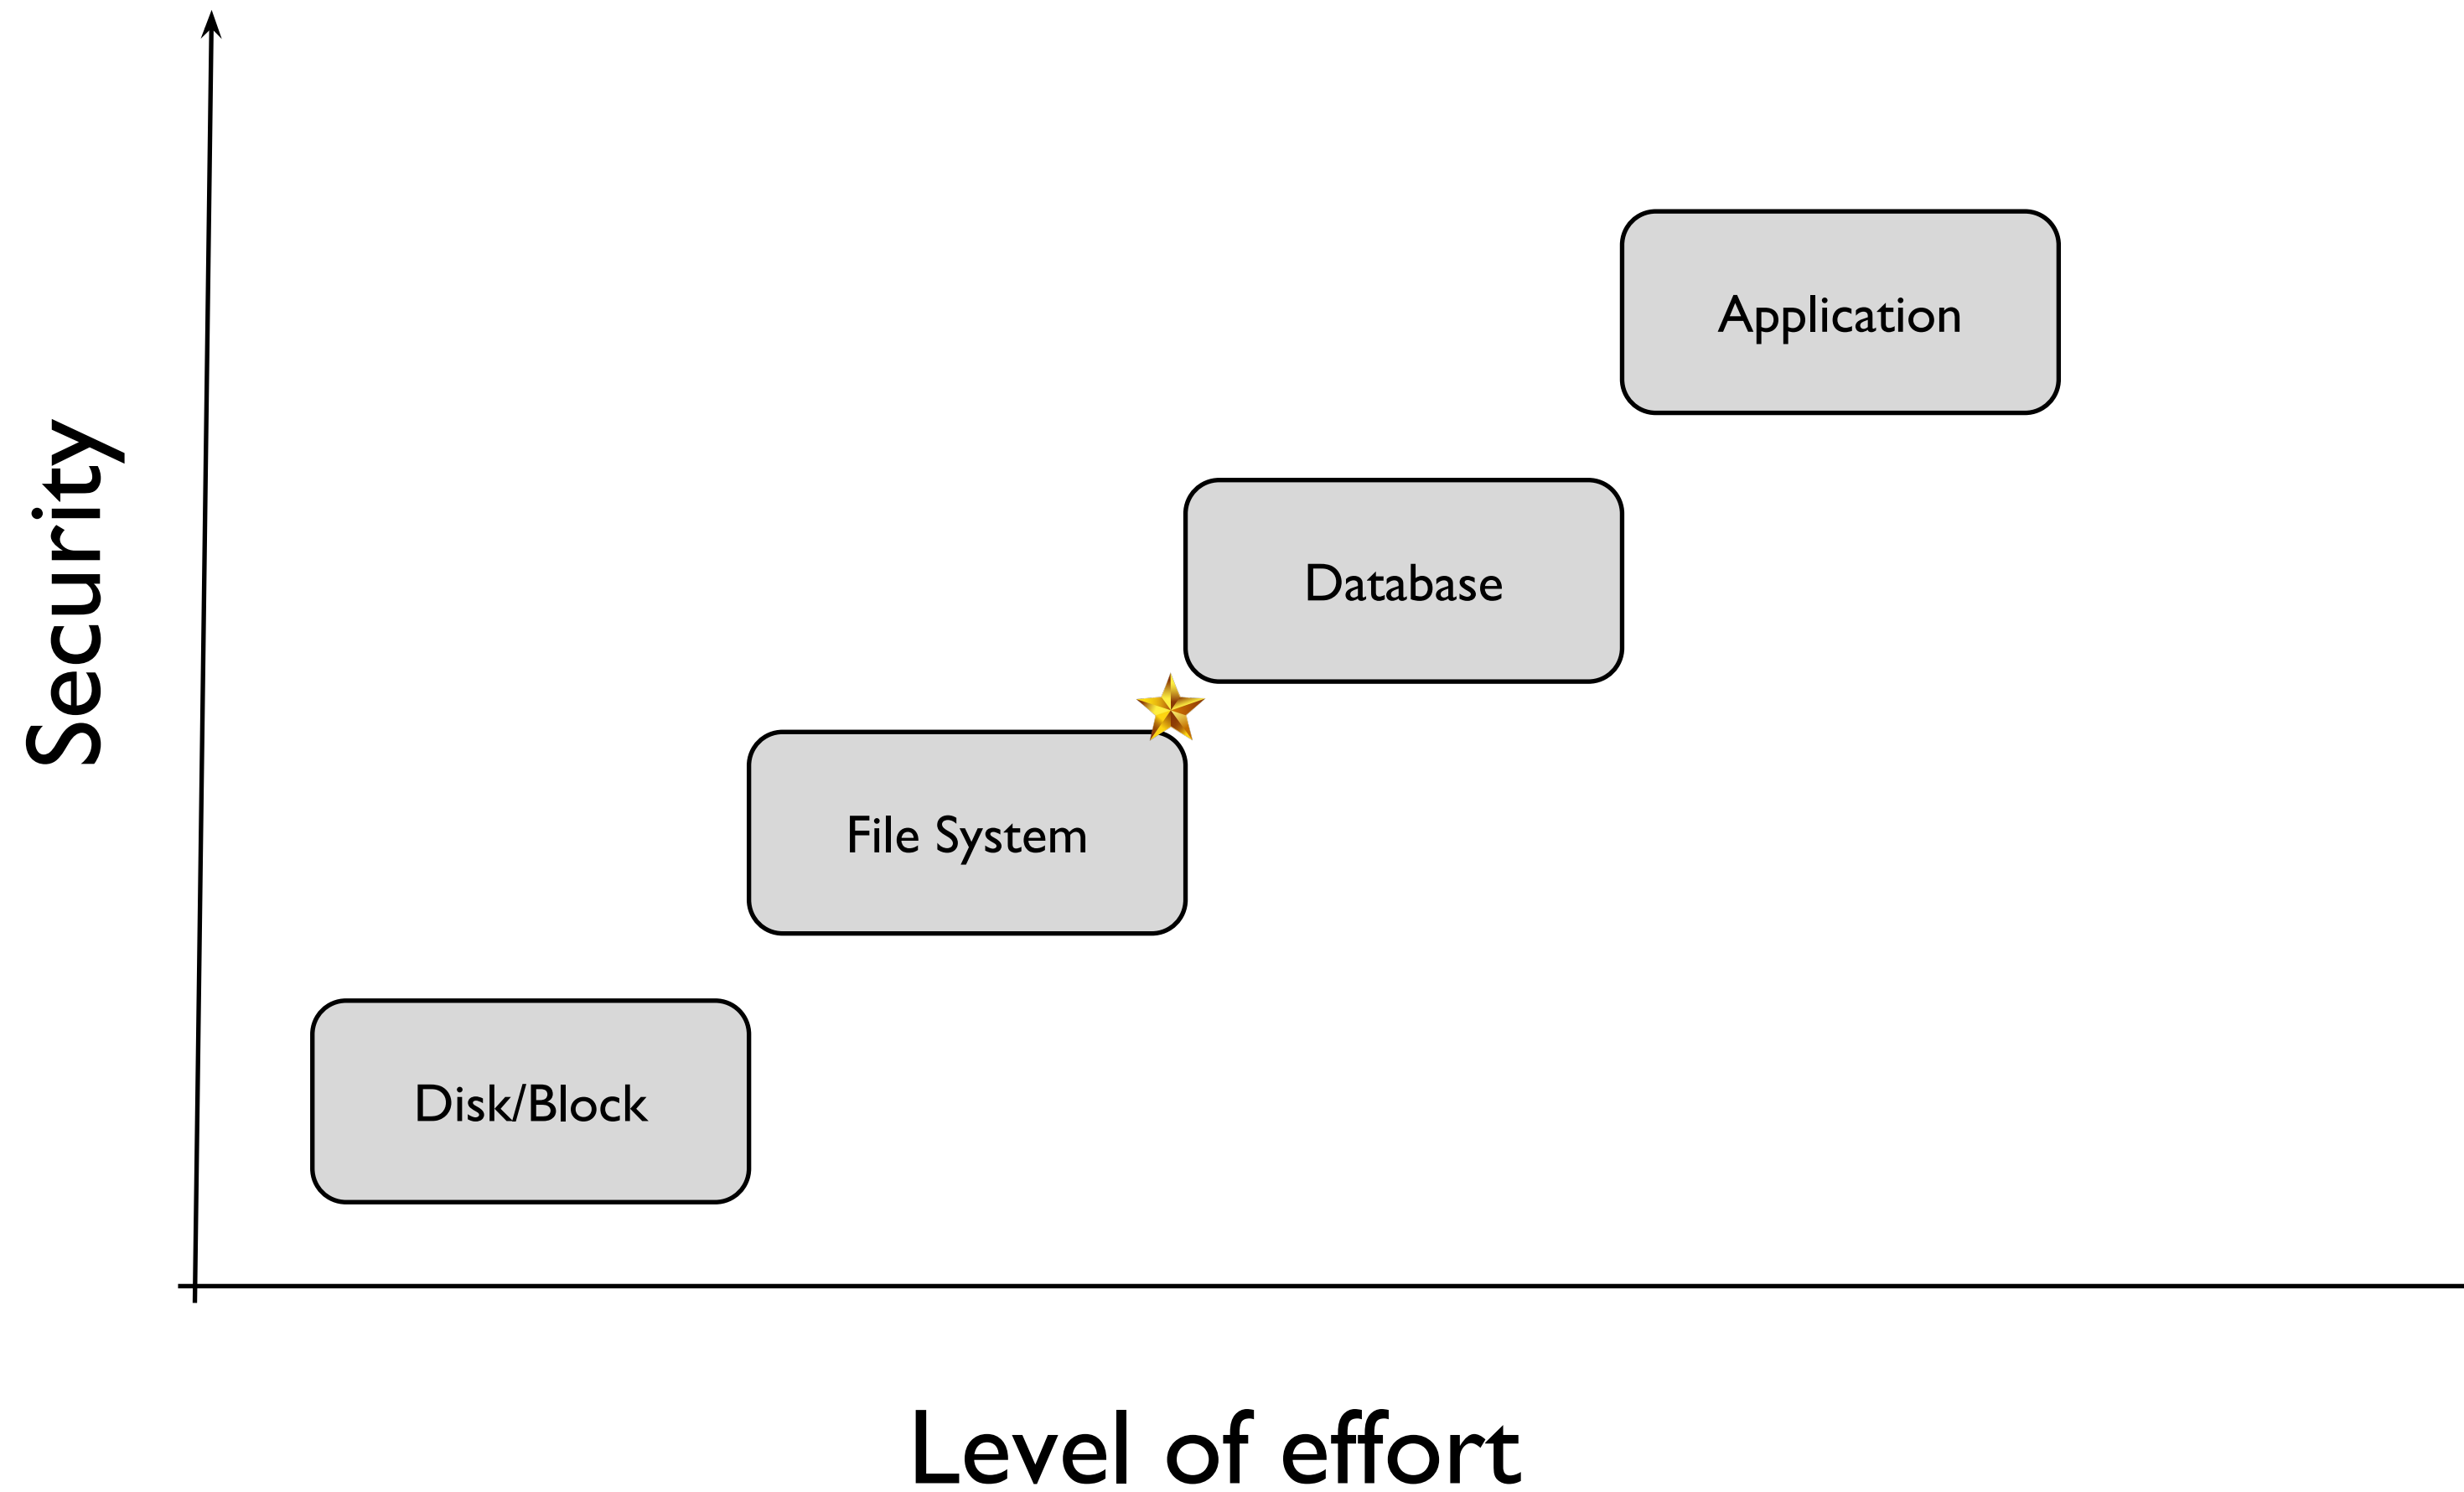 Security
Application
Database
File System
Disk/Block
Level of effort